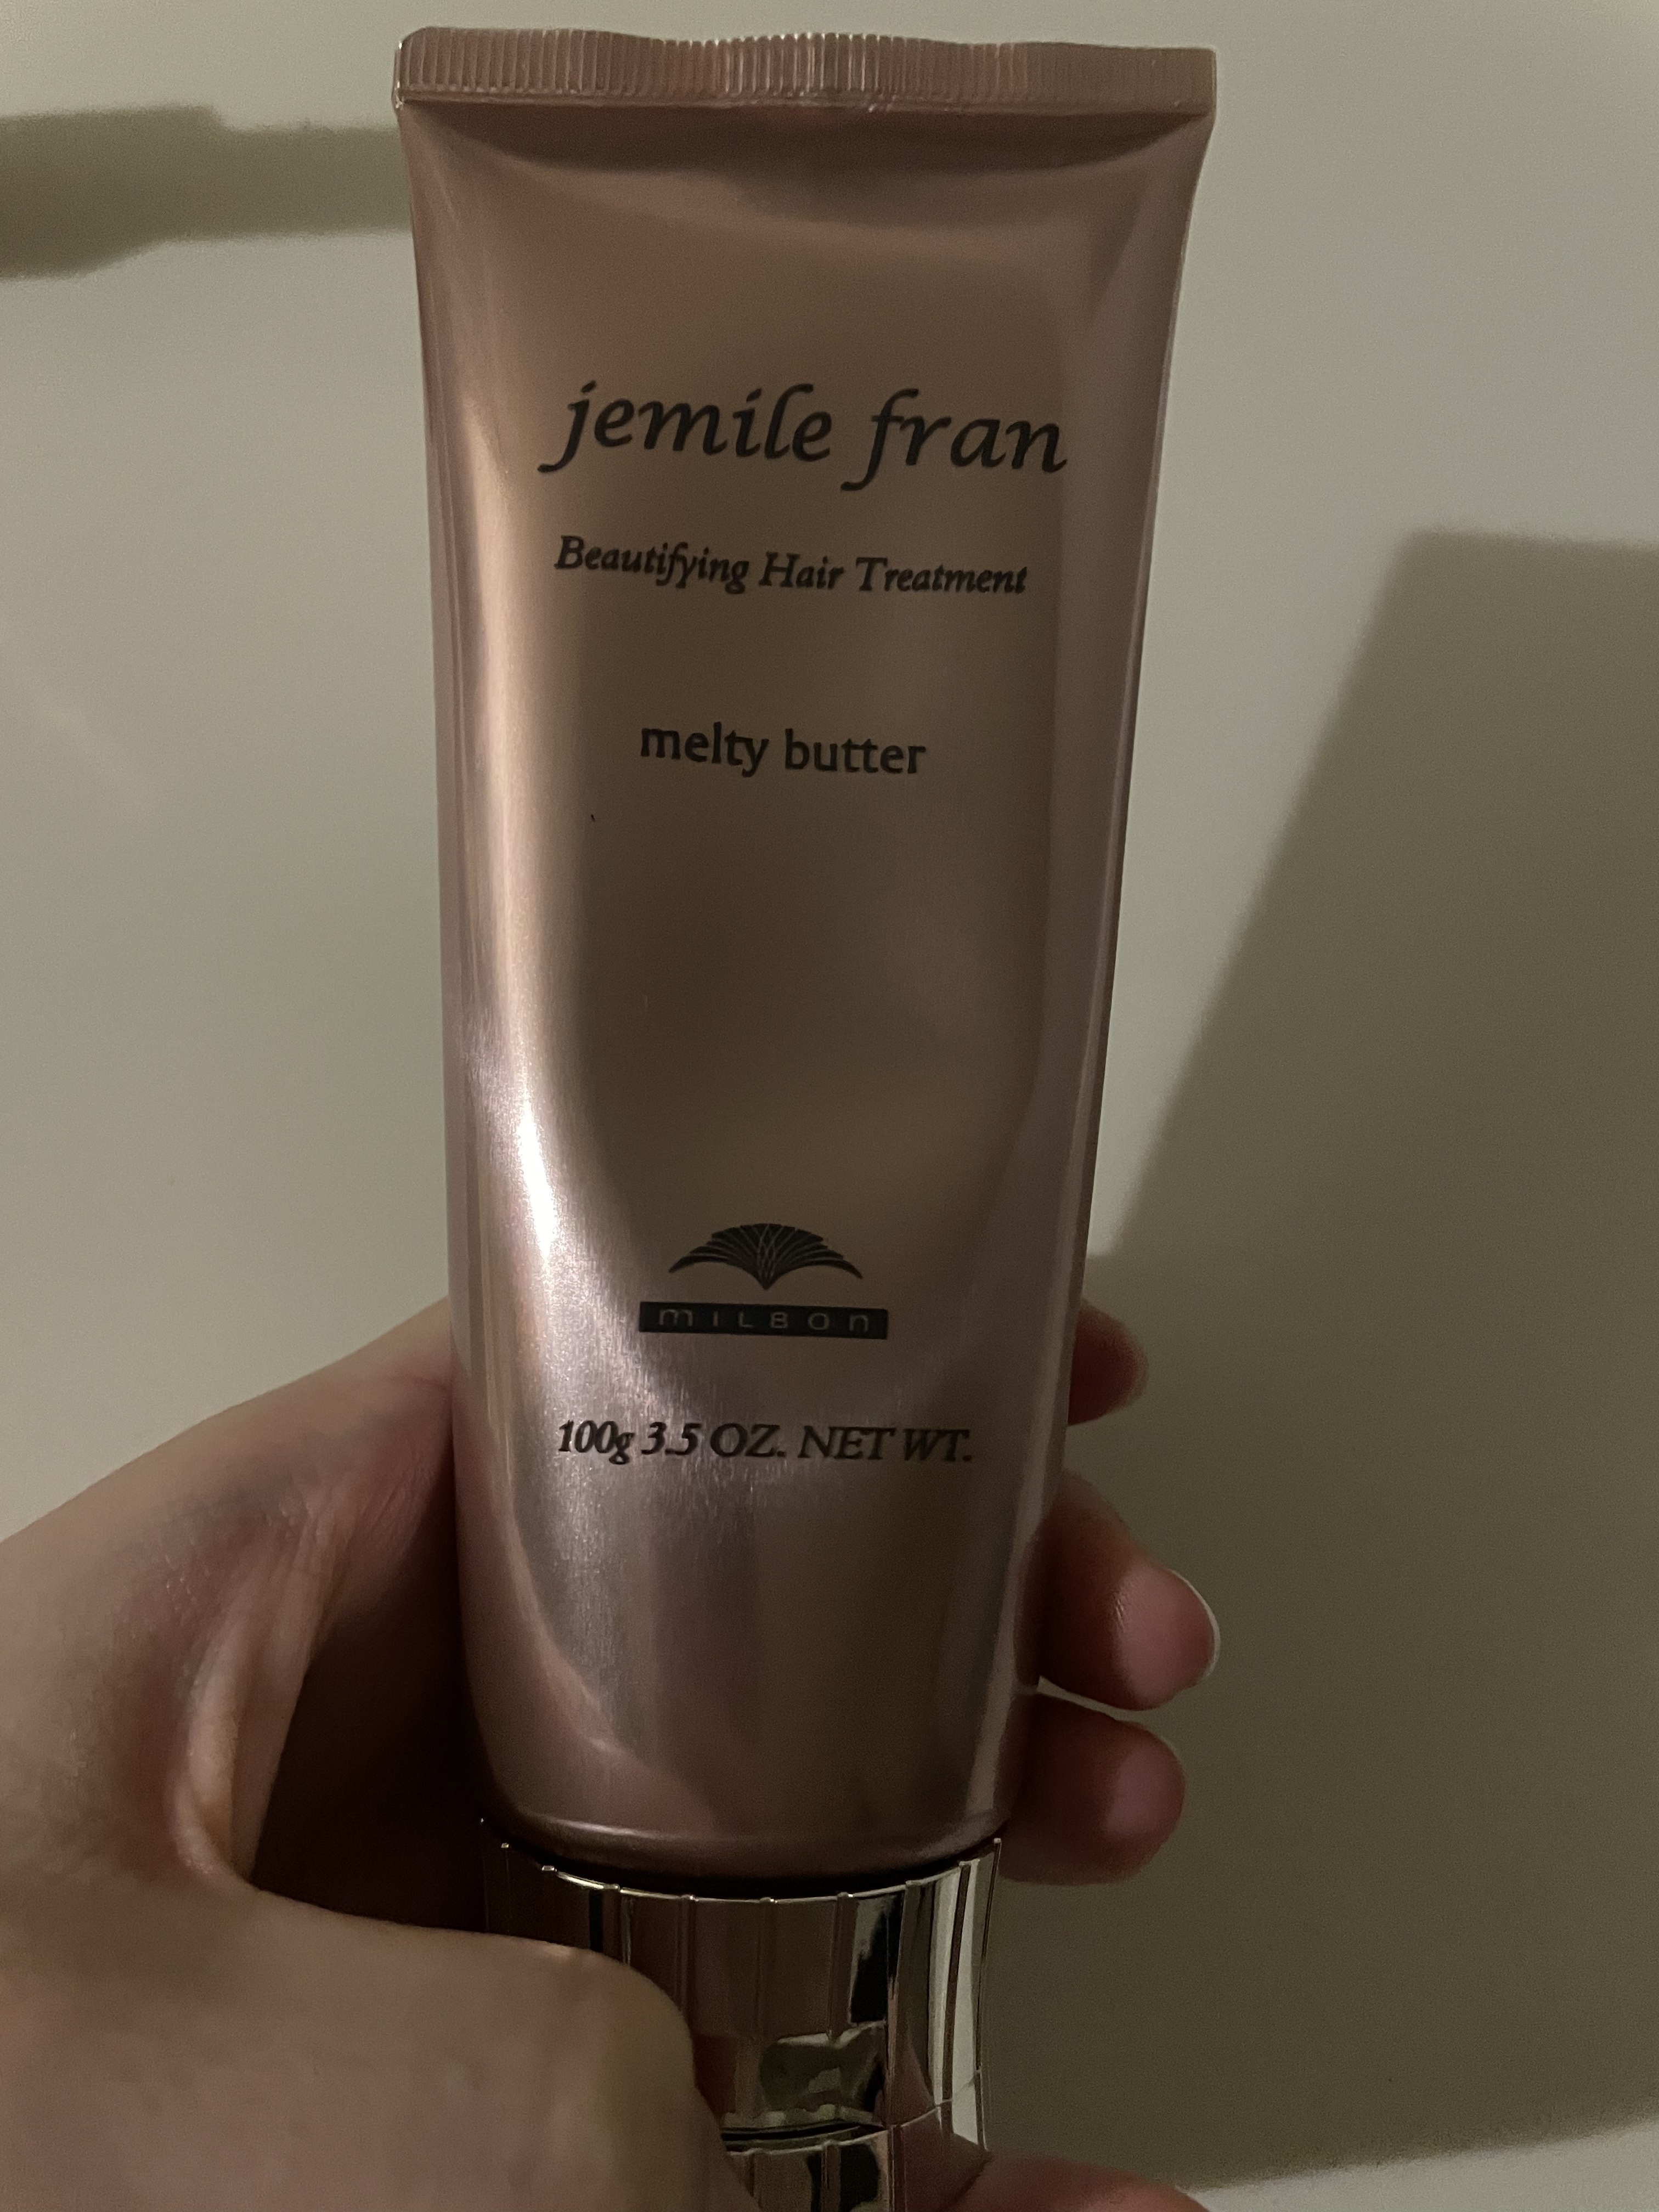 jemile fran
Beautifying Hair Treatment
melty butter
MILBON
100g 3.5 OZ. NET WT.